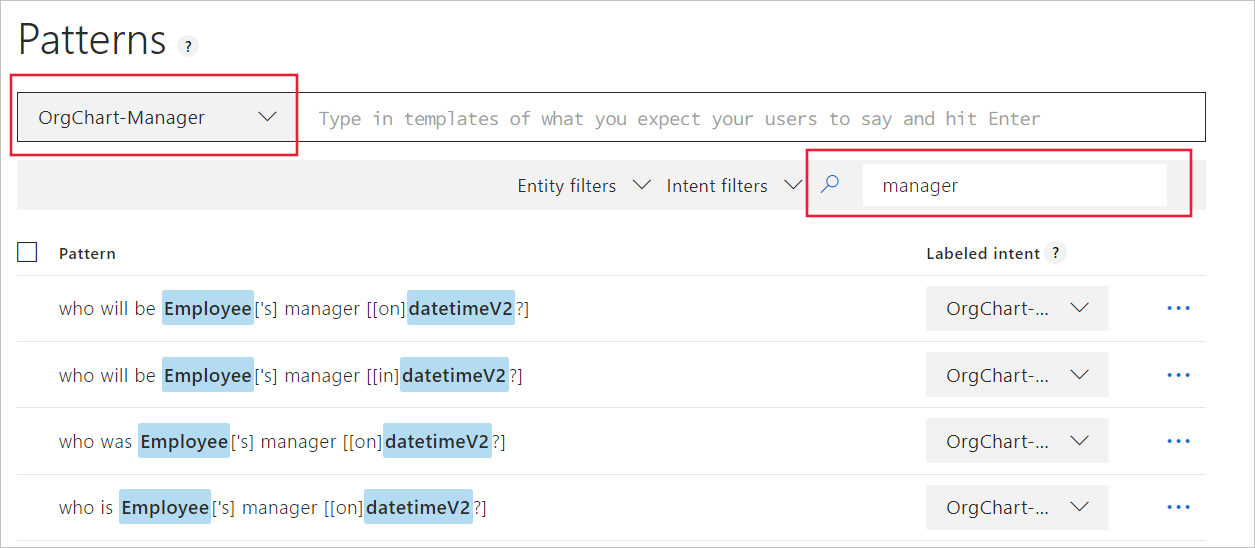 Patterns ?
OrgChart-Manager Type in templates of what you expect your users to say and hit Enter
Entity filters Intent filters manager
Pattern Labeled intent ?
who will be Employee['s] manager [[on]datetimeV2?] OrgChart-... ...
who will be Employee['s] manager [[in]datetimeV2?] OrgChart-... ...
who was Employee['s] manager [[on]datetimeV2?] OrgChart-... ...
who is Employee['s] manager [[on]datetimeV2?] OrgChart-... ...